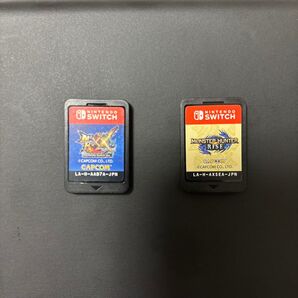 NINTENDO
SWITCH
XX
©CAPCOM CO., LTD.
CAPCOM
LA-H-AAB7A-JPN
NINTENDO
SWITCH
MONSTER HUNTER
RISE
©CAPCOM CO., LTD.
LA-H-AXSEA-JPN